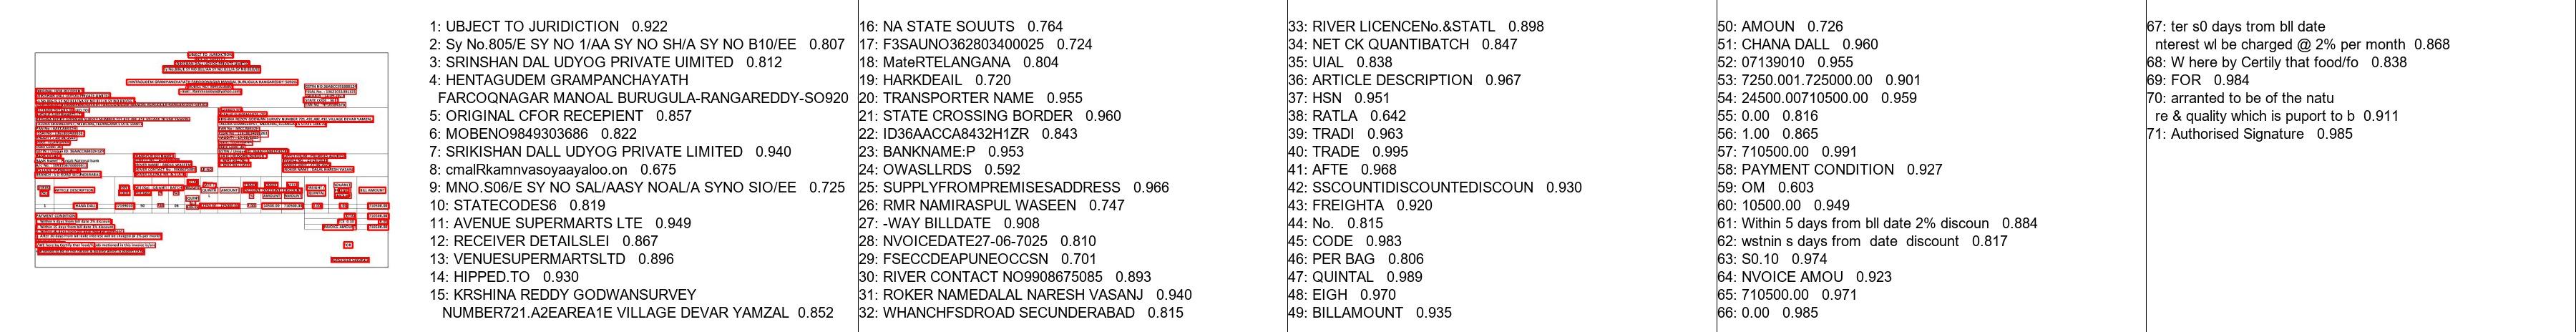 1: UBJECT TO JURIDICTION 0.922
2: Sy No.805/E SY NO 1/AA SY NO SH/A SY NO B10/EE 0.807
3: SRINSHAN DAL UDYOG PRIVATE UIMITED 0.812
4: HENTAGUDEM GRAMPANCHAYATH
FARCOQNAGAR MANOAL BURUGULA-RANGAREDDY-SO920
5: ORIGINAL CFOR RECEPIENT 0.857
6: MOBENO9849303686 0.822
7: SRIKISHAN DALL UDYOG PRIVATE LIMITED 0.940
8: cmalRkamnvasoyaayaloo.on 0.675
9: MNO.S06/E SY NO SAL/AASY NOAL/A SYNO SIO/EE 0.725
10: STATECODES6 0.819
11: AVENUE SUPERMARTS LTE 0.949
12: RECEIVER DETAILSLEI 0.867
13: VENUESUPERMARTSLTD 0.896
14: HIPPED.TO 0.930
15: KRSHINA REDDY GODWANSURVEY
NUMBER721.A2EAREA1E VILLAGE DEVAR YAMZAL 0.852
16: NA STATE SOUUTS 0.764
17: F3SAUNO362803400025 0.724
18: MateRTELANGANA 0.804
19: HARKDEAIL 0.720
20: TRANSPORTER NAME 0.955
21: STATE CROSSING BORDER 0.960
22: ID36AACCA8432H1ZR 0.843
23: BANKNAME:P 0.953
24: OWASLLRDS 0.592
25: SUPPLYFROMPREMISESADDRESS 0.966
26: RMR NAMIRASPUL WASEEN 0.747
27: -WAY BILLDATE 0.908
28: NVOICEDATE27-06-7025 0.810
29: FSECCDEAPUNEOCCSN 0.701
30: RIVER CONTACT NO9908675085 0.893
31: ROKER NAMEDALAL NARESH VASANJ 0.940
32: WHANCHFSDROAD SECUNDERABAD 0.815
33: RIVER LICENCENo.&STATL 0.898
34: NET CK QUANTIBATCH 0.847
35: UIAL 0.838
36: ARTICAL DESCRIPTION 0.967
37: HSN 0.951
38: RATLA 0.642
39: TRADI 0.963
40: TRADE 0.995
41: AFTE 0.968
42: SSCOUNTIDISCOUNTEDISCOUN 0.930
43: FREIGHTA 0.920
44: No. 0.815
45: CODE 0.983
46: PER BAG 0.806
47: QUINTAL 0.989
48: EIGH 0.970
49: BILLAMOUNT 0.935
50: AMOUN 0.726
51: CHANA DALL 0.960
52: 07139010 0.955
53: 7250.001.725000.00 0.901
54: 24500.00710500.00 0.959
55: 0.00 0.816
56: 1.00 0.865
57: 710500.00 0.991
58: PAYMENT CONDITION 0.927
59: OM 0.603
60: 10500.00 0.949
61: Within 5 days from bll date 2% discoun 0.884
62: wstnin s days from date discount 0.817
63: S0.10 0.974
64: NVOICE AMOU 0.923
65: 710500.00 0.971
66: 0.00 0.985
67: ter s0 days trom bll date
nterest wl be charged @ 2% per month 0.868
68: W here by Certily that food/fo 0.838
69: FOR 0.984
70: arranted to be of the natu
re & quality which is puport to b 0.911
71: Authorised Signature 0.985